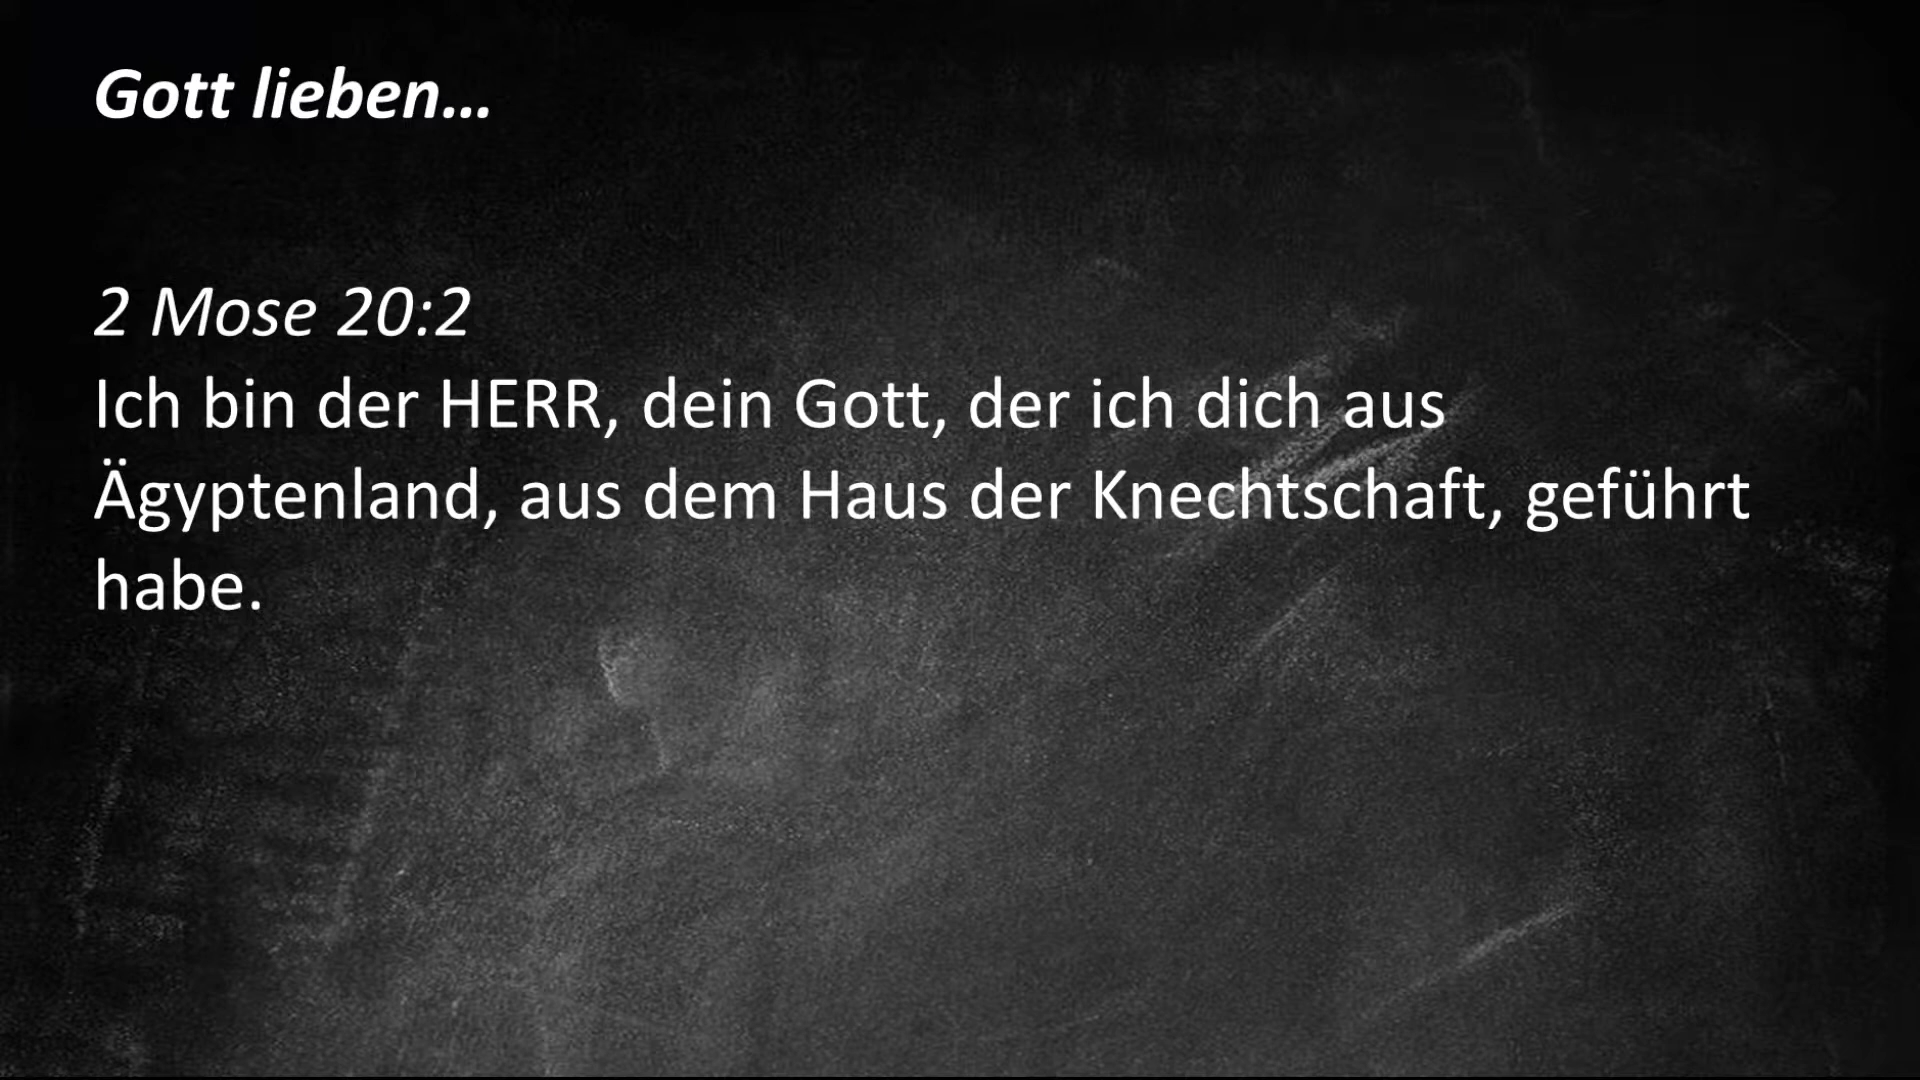 Gott lieben…
2 Mose 20:2
Ich bin der HERR, dein Gott, der ich dich aus
Ägyptenland, aus dem Haus der Knechtschaft, geführt
habe.